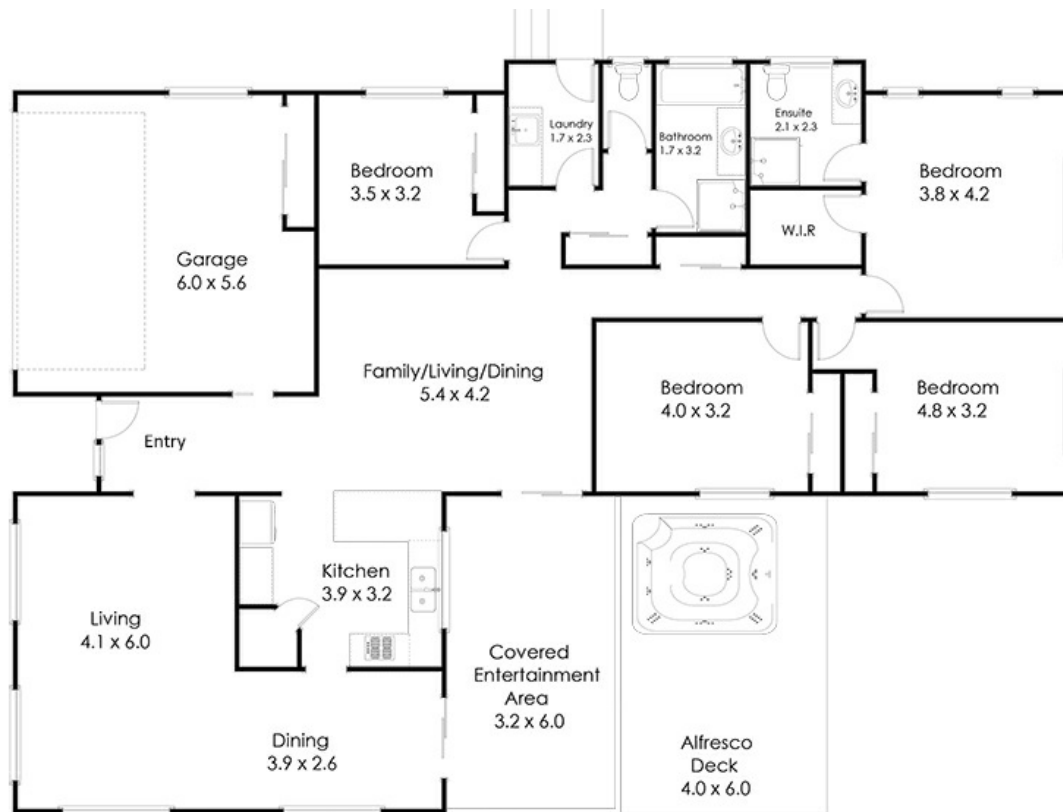 Laundry
1.7 x 2.3
Bathroom
1.7 x 3.2
Ensuite
2.1 x 2.3
Bedroom
3.5 x 3.2
Bedroom
3.8 x 4.2
W.I.R
Garage
6.0 x 5.6
Family/Living/Dining
5.4 x 4.2
Bedroom
4.0 x 3.2
Bedroom
4.8 x 3.2
Entry
Kitchen
3.9 x 3.2
Living
4.1 x 6.0
Covered
Entertainment
Area
3.2 x 6.0
Dining
3.9 x 2.6
Alfresco
Deck
4.0 x 6.0